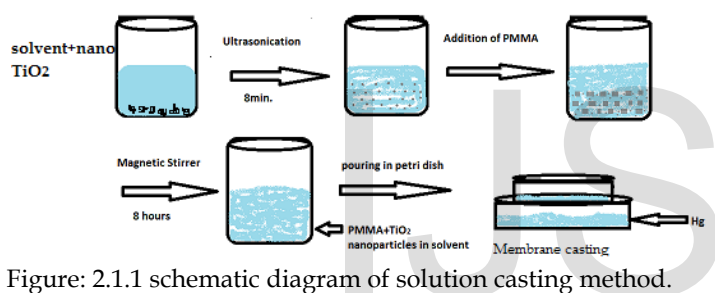 solvent+nano
TiO2
Ultrasonication
8min.
Addition of PMMA
Magnetic Stirrer
8 hours
PMMA+TiO₂
nanoparticles in solvent
pouring in petri dish
Hg
Membrane casting
IJS
Figure: 2.1.1 schematic diagram of solution casting method.